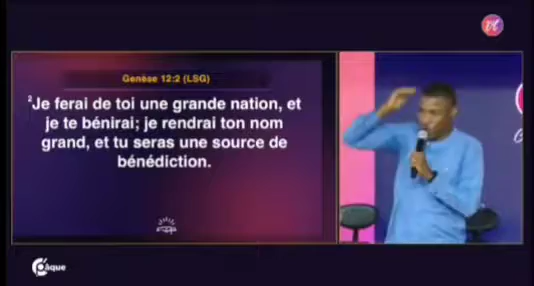 Genèse 12:2 (LSG)
²Je ferai de toi une grande nation, et
je te bénirai; je rendrai ton nom
grand, et tu seras une source de
bénédiction.
Pâque